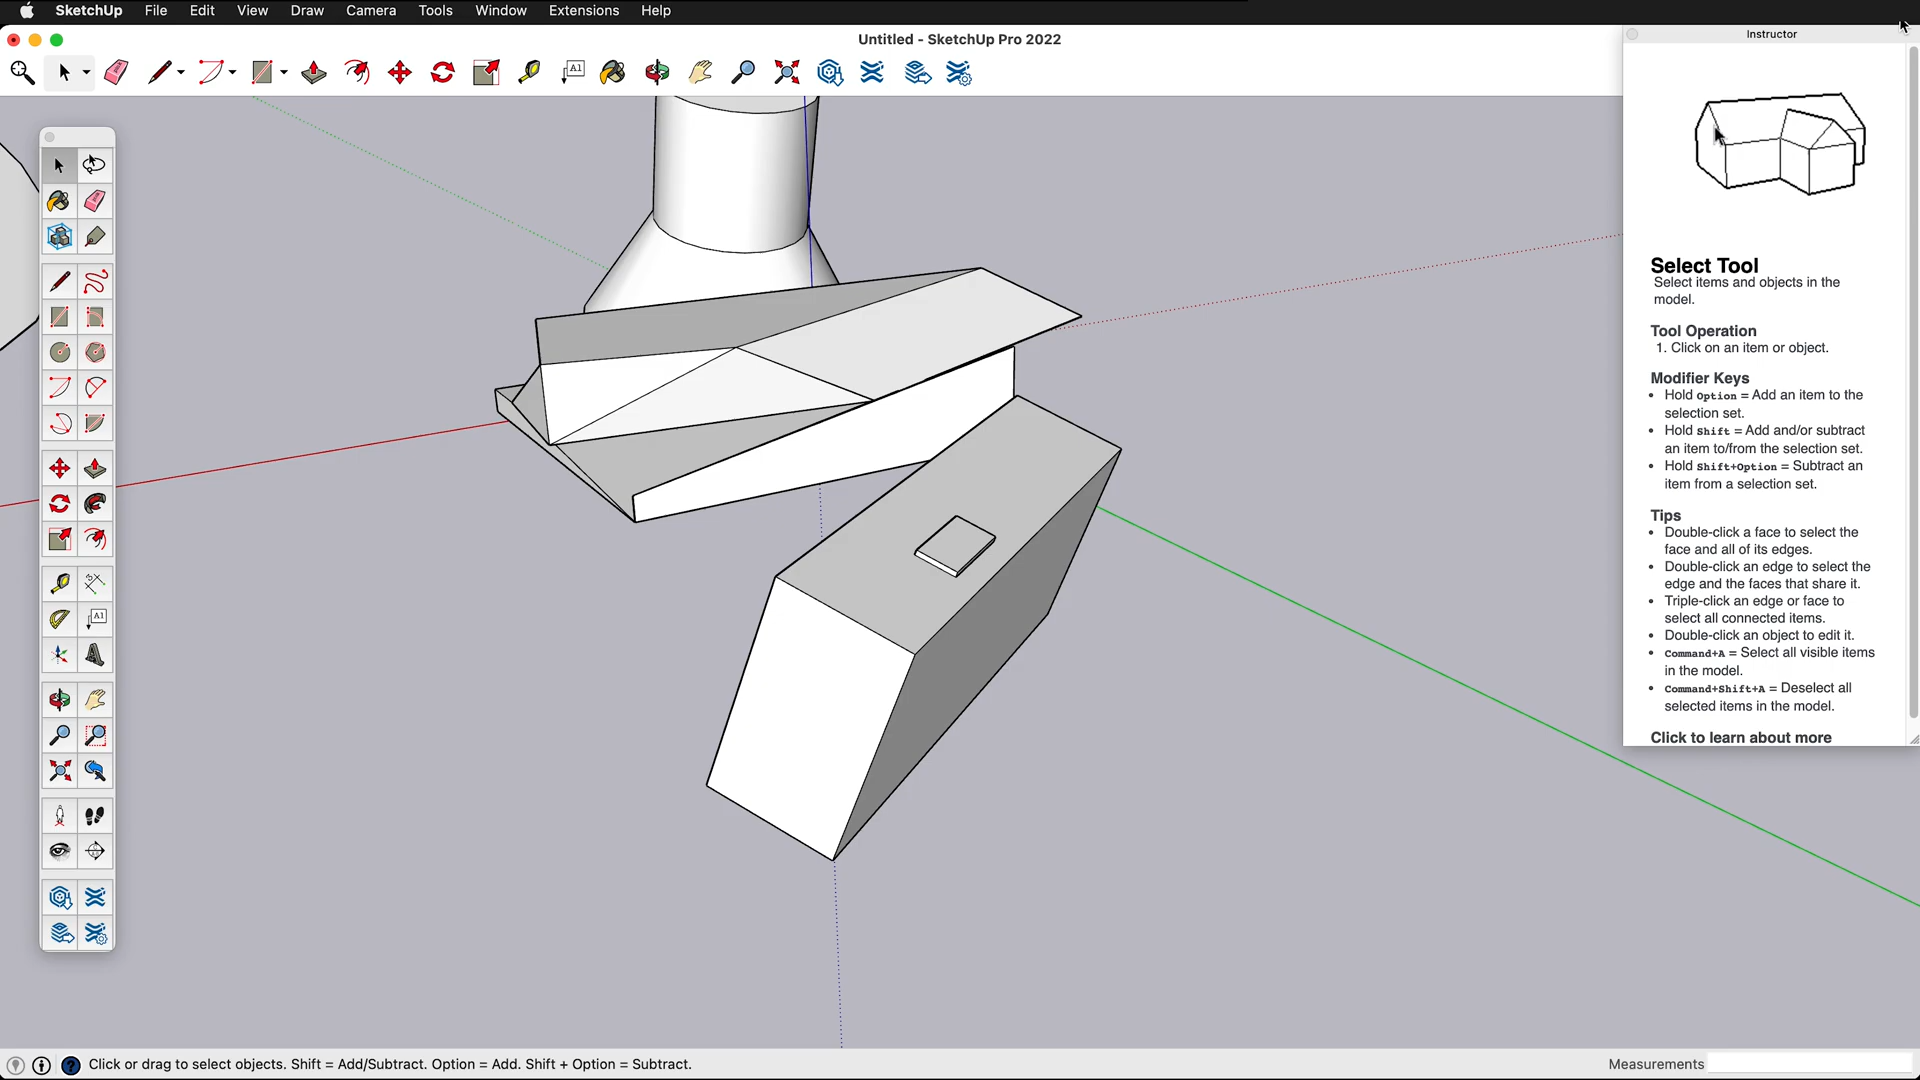 SketchUp File Edit View Draw Camera Tools Window Extensions Help
Untitled - SketchUp Pro 2022
Instructor
A1
A1
Select Tool
Select items and objects in the
model.
Tool Operation
1. Click on an item or object.
Modifier Keys
• Hold Option = Add an item to the
selection set.
• Hold Shift = Add and/or subtract
an item to/from the selection set.
• Hold Shift+Option = Subtract an
item from a selection set.
Tips
• Double-click a face to select the
face and all of its edges.
• Double-click an edge to select the
edge and the faces that share it.
• Triple-click an edge or face to
select all connected items.
• Double-click an object to edit it.
• Command+A = Select all visible items
in the model.
• Command+Shift+A = Deselect all
selected items in the model.
Click to learn about more
Click or drag to select objects. Shift = Add/Subtract. Option = Add. Shift + Option = Subtract.
Measurements